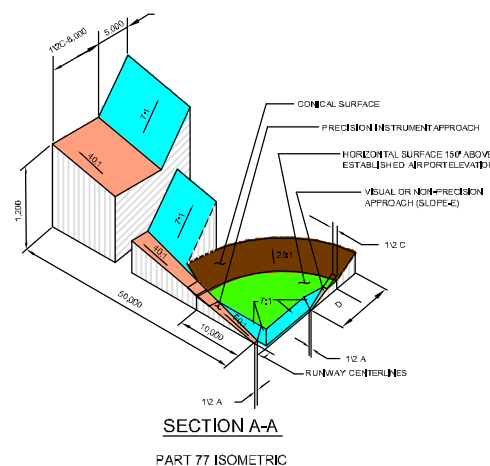 1\2C-8,000
5,000
7:1
40:1
1,200
CONICAL SURFACE
PRECISION INSTRUMENT APPROACH
HORIZONTAL SURFACE 150' ABOVE
ESTABLISHED AIRPORT ELEVATIO
VISUAL OR NON-PRECISION
APPROACH (SLOPE-E)
7:1
1\2 C
40:1
20:1
50,000
7:1
50:1
D
10,000
1\2 A
RUNWAY CENTERLINES
1\2 A
SECTION A-A
PART 77 ISOMETRIC